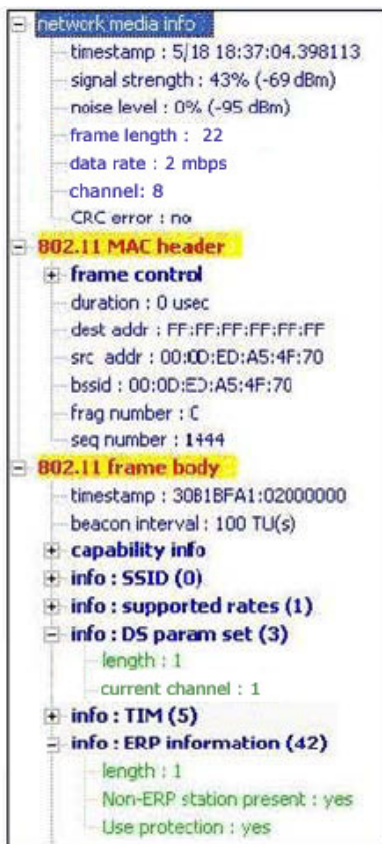 network media info
timestamp : 5/18 18:37:04.398113
signal strength : 43% (-69 dBm)
noise level : 0% (-95 dBm)
frame length : 22
data rate : 2 mbps
channel: 8
CRC error : no
802.11 MAC header
frame control
duration : 0 usec
dest addr : FF:FF:FF:FF:FF:FF
src addr : 00:0D:ED:A5:4F:70
bssid : 00:0D:ED:A5:4F:70
frag number : 0
seq number : 1444
802.11 frame body
timestamp : 30B1BFA1:02000000
beacon interval : 100 TU(s)
capability info
info : SSID (0)
info : supported rates (1)
info : DS param set (3)
length : 1
current channel : 1
info : TIM (5)
info : ERP information (42)
length : 1
Non-ERP station present : yes
Use protection : yes